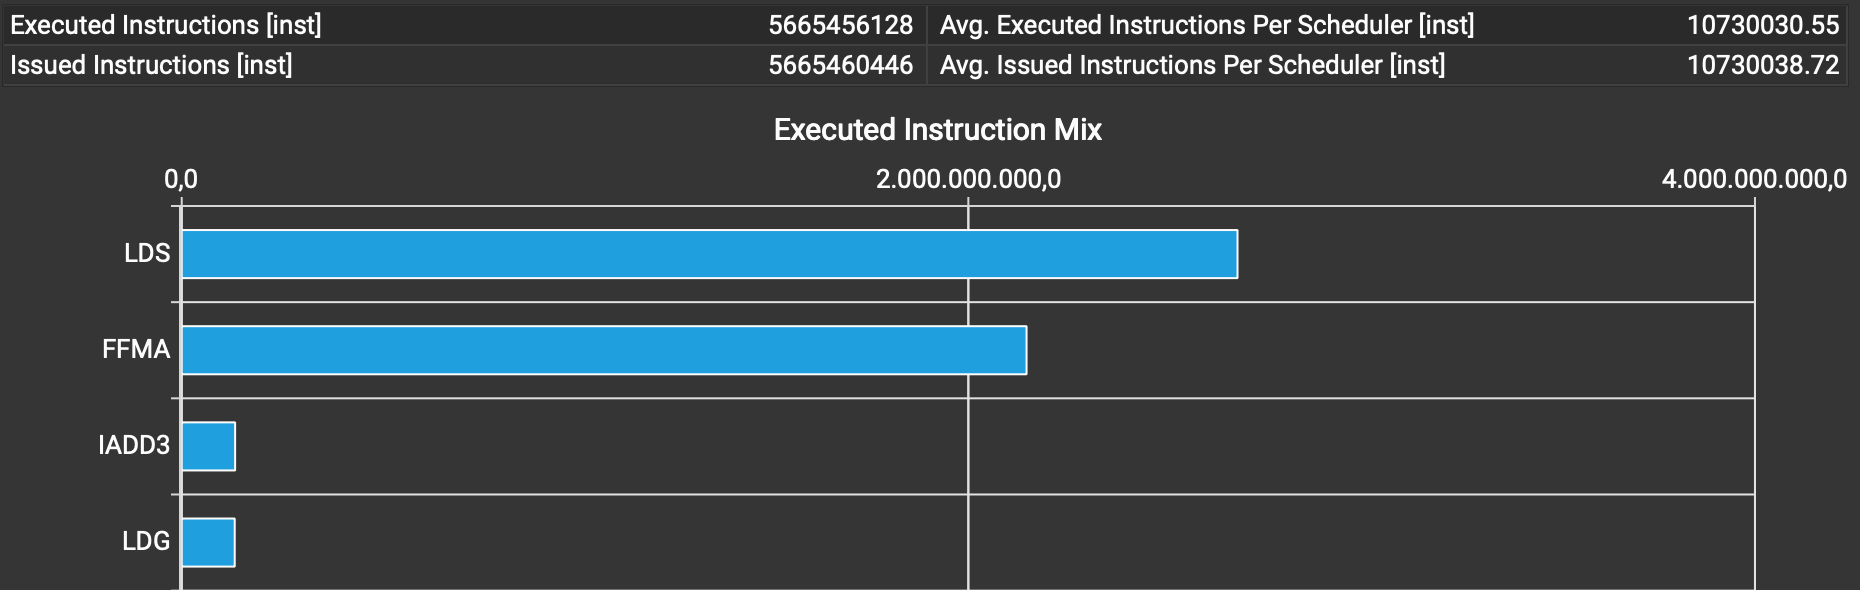 Executed Instructions [inst] 5665456128 Avg. Executed Instructions Per Scheduler [inst] 10730030.55
Issued Instructions [inst] 5665460446 Avg. Issued Instructions Per Scheduler [inst] 10730038.72
Executed Instruction Mix
0,0 2.000.000.000,0 4.000.000.000,0
LDS
FFMA
IADD3
LDG